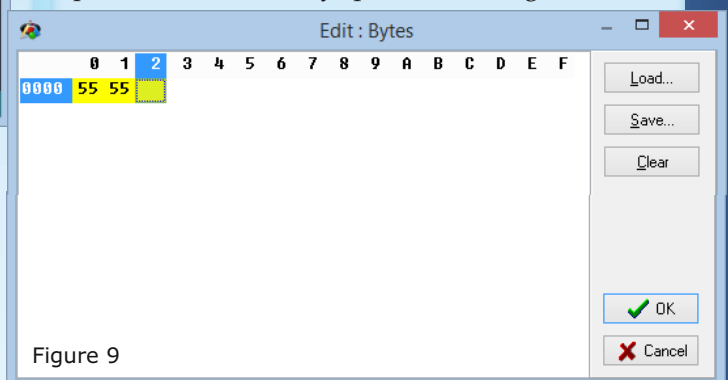 Edit : Bytes
0 1 2 3 4 5 6 7 8 9 A B C D E F
0000 55 55
Load...
Save...
Clear
OK
Cancel
Figure 9